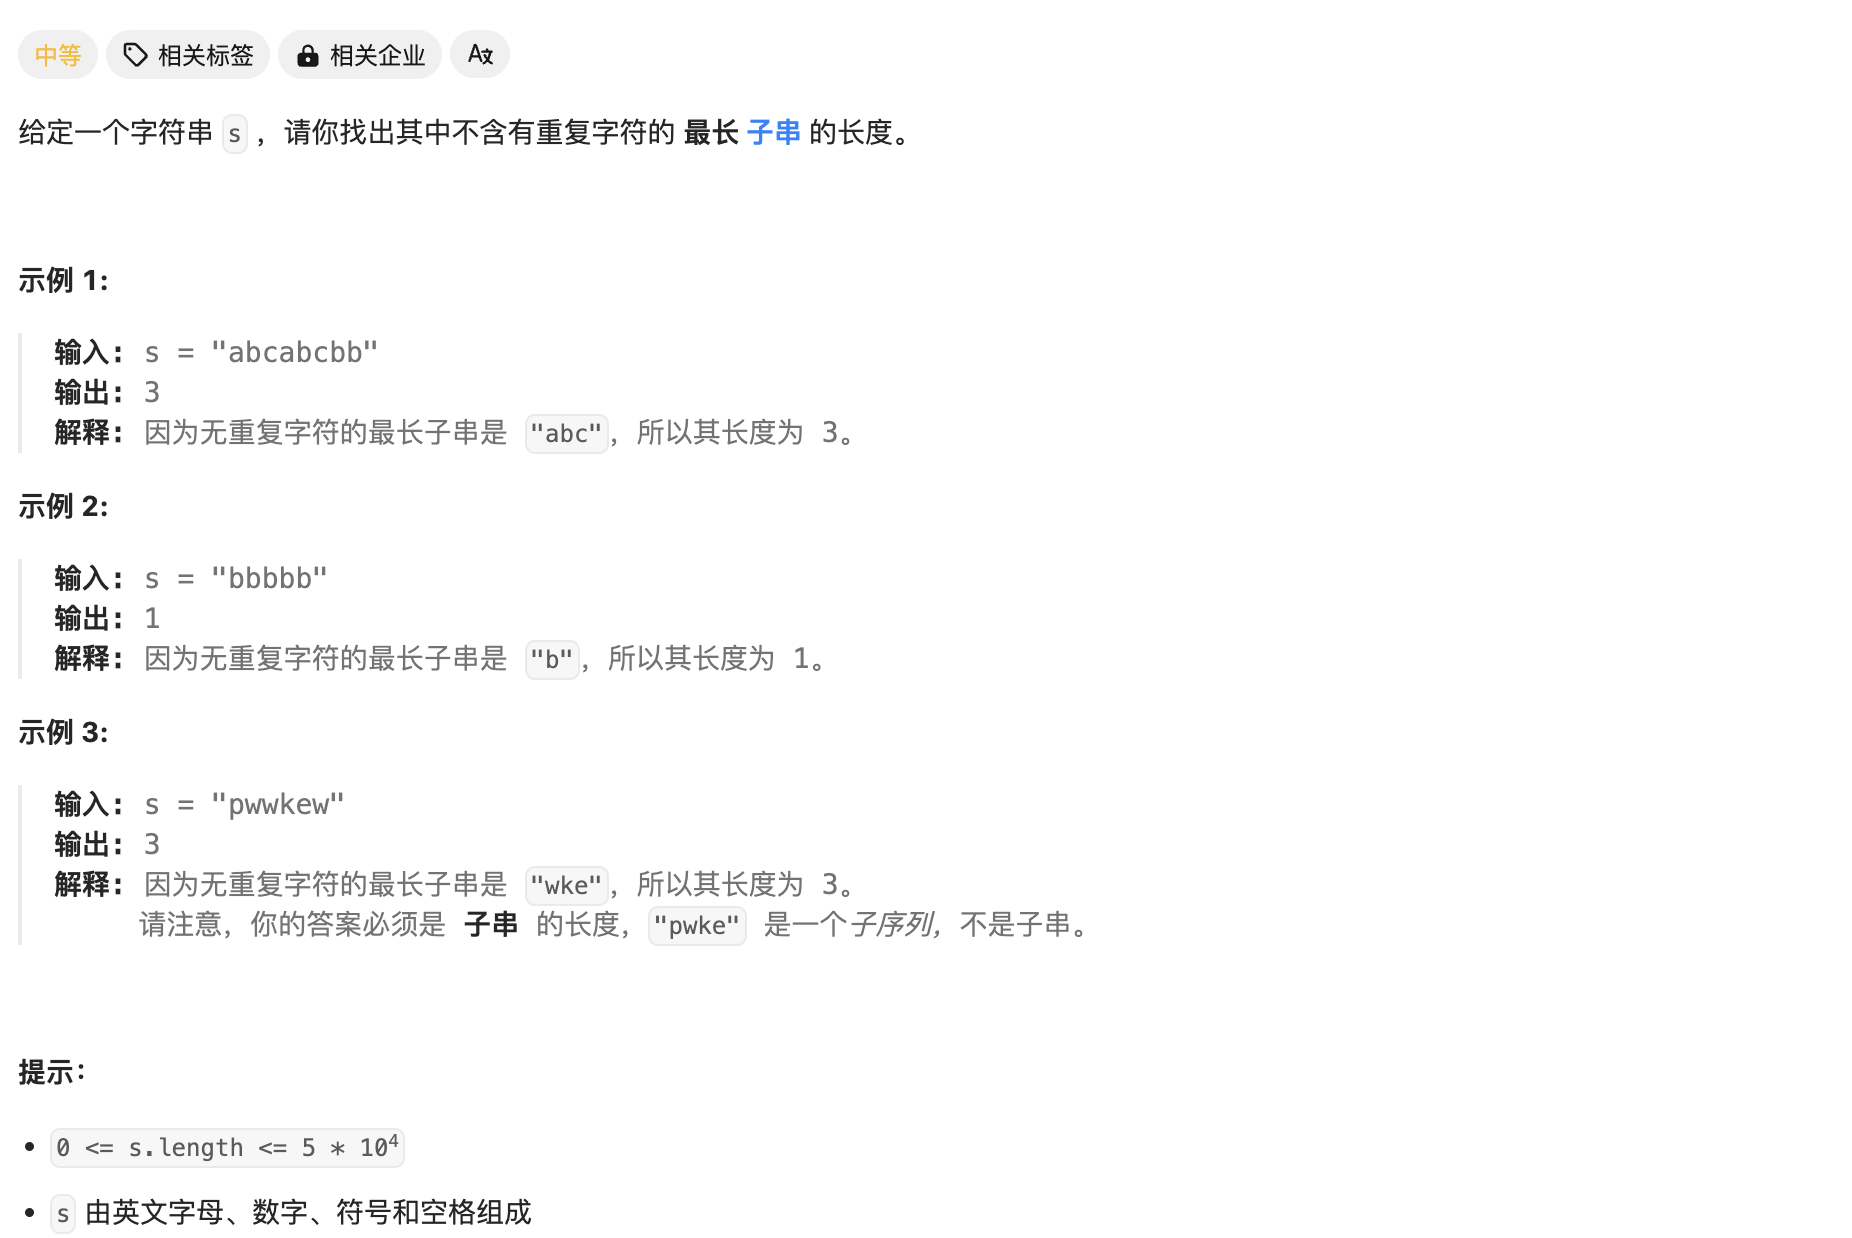 中等 相关标签 相关企业 A文
给定一个字符串 s ，请你找出其中不含有重复字符的 最长 子串 的长度。
示例 1:
输入: s = "abcabcbb"
输出: 3
解释: 因为无重复字符的最长子串是 "abc"，所以其长度为 3。
示例 2:
输入: s = "bbbbb"
输出: 1
解释: 因为无重复字符的最长子串是 "b"，所以其长度为 1。
示例 3:
输入: s = "pwwkew"
输出: 3
解释: 因为无重复字符的最长子串是 "wke"，所以其长度为 3。
请注意，你的答案必须是 子串 的长度，"pwke" 是一个子序列，不是子串。
提示：
• 0 <= s.length <= 5 * 10⁴
• s 由英文字母、数字、符号和空格组成